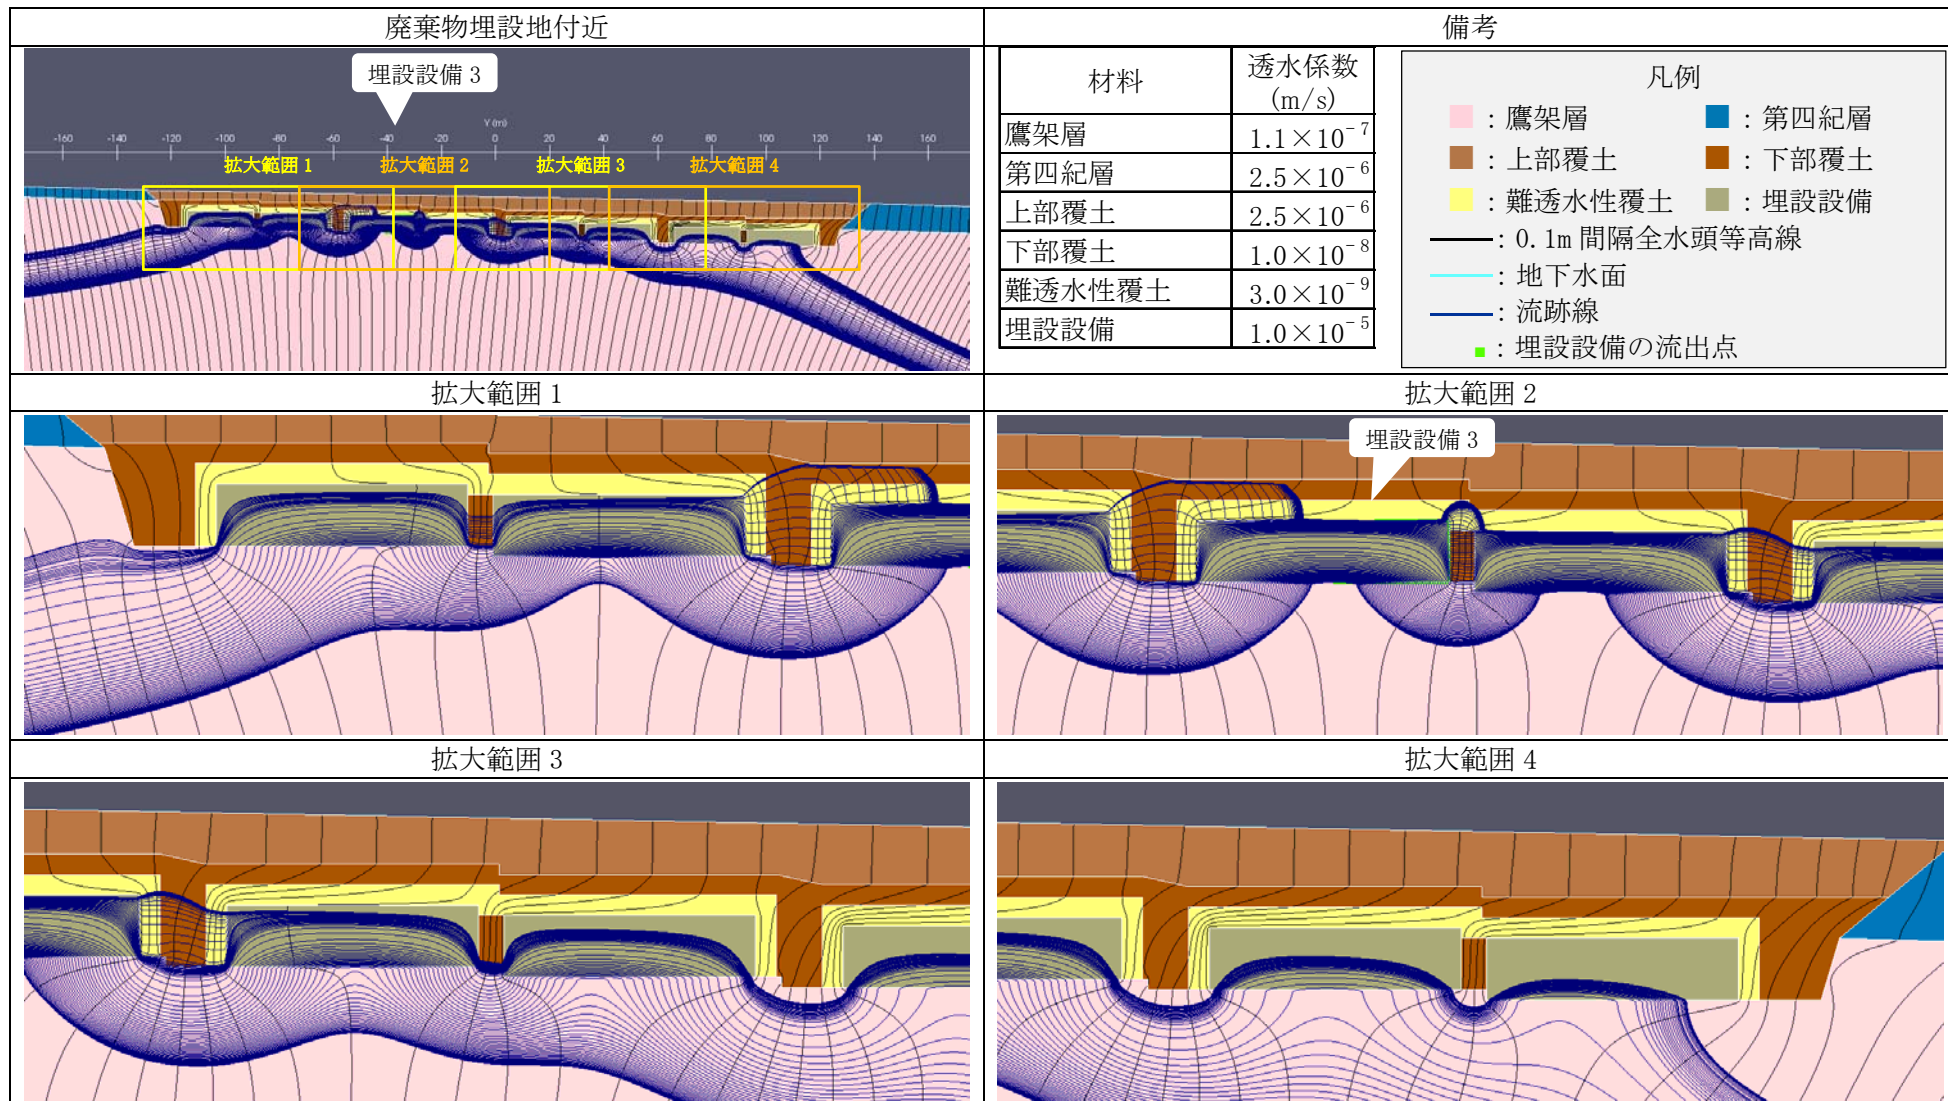 廃棄物埋設地付近
備考
埋設設備 3
Y (m)
-160 -140 -120 -100 -80 -60 -40 -20 0 20 40 60 80 100 120 140 160
拡大範囲 1 拡大範囲 2 拡大範囲 3 拡大範囲 4
材料 透水係数 (m/s)
鷹架層 1.1×10⁻⁷
第四紀層 2.5×10⁻⁶
上部覆土 2.5×10⁻⁶
下部覆土 1.0×10⁻⁸
難透水性覆土 3.0×10⁻⁹
埋設設備 1.0×10⁻⁵
凡例
：鷹架層 ：第四紀層
：上部覆土 ：下部覆土
：難透水性覆土 ：埋設設備
：0.1m 間隔全水頭等高線
：地下水面
：流跡線
：埋設設備の流出点
拡大範囲 1
拡大範囲 2
埋設設備 3
拡大範囲 3
拡大範囲 4